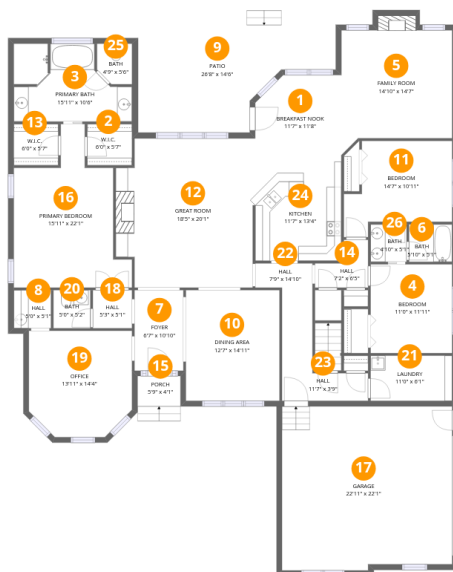 25
BATH
4'9" x 5'6"
9
PATIO
26'8" x 14'6"
5
FAMILY ROOM
14'10" x 14'7"
3
PRIMARY BATH
15'11" x 10'6"
1
BREAKFAST NOOK
11'7" x 11'8"
13
W.I.C.
6'0" x 5'7"
2
W.I.C.
6'0" x 5'7"
11
BEDROOM
14'7" x 10'11"
16
PRIMARY BEDROOM
15'11" x 22'1"
12
GREAT ROOM
18'5" x 20'1"
24
KITCHEN
11'7" x 13'4"
26
BATH
6
BATH
5'10" x 5'1"
22
HALL
7'9" x 14'10"
14
HALL
7'2" x 6'5"
4
BEDROOM
11'0" x 11'11"
8
HALL
5'0" x 5'1"
20
BATH
5'0" x 5'2"
18
HALL
5'3" x 5'1"
7
FOYER
6'7" x 10'10"
10
DINING AREA
12'7" x 14'11"
19
OFFICE
13'11" x 14'4"
15
PORCH
5'9" x 4'1"
23
HALL
11'7" x 3'9"
21
LAUNDRY
11'0" x 6'1"
17
GARAGE
22'11" x 22'1"